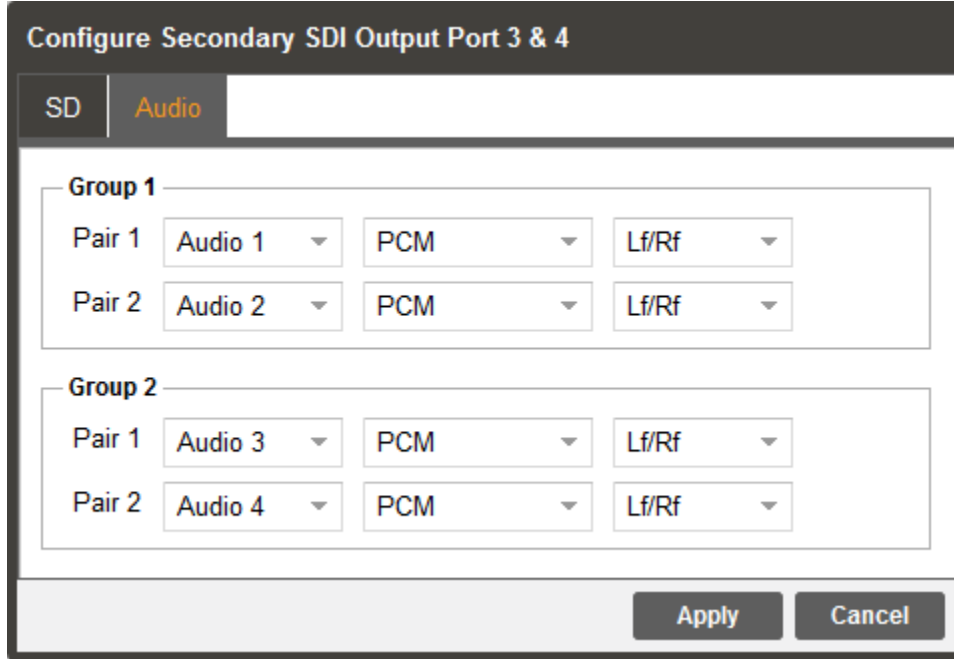 Configure Secondary SDI Output Port 3 & 4
SD Audio
Group 1
Pair 1 Audio 1 PCM Lf/Rf
Pair 2 Audio 2 PCM Lf/Rf
Group 2
Pair 1 Audio 3 PCM Lf/Rf
Pair 2 Audio 4 PCM Lf/Rf
Apply Cancel